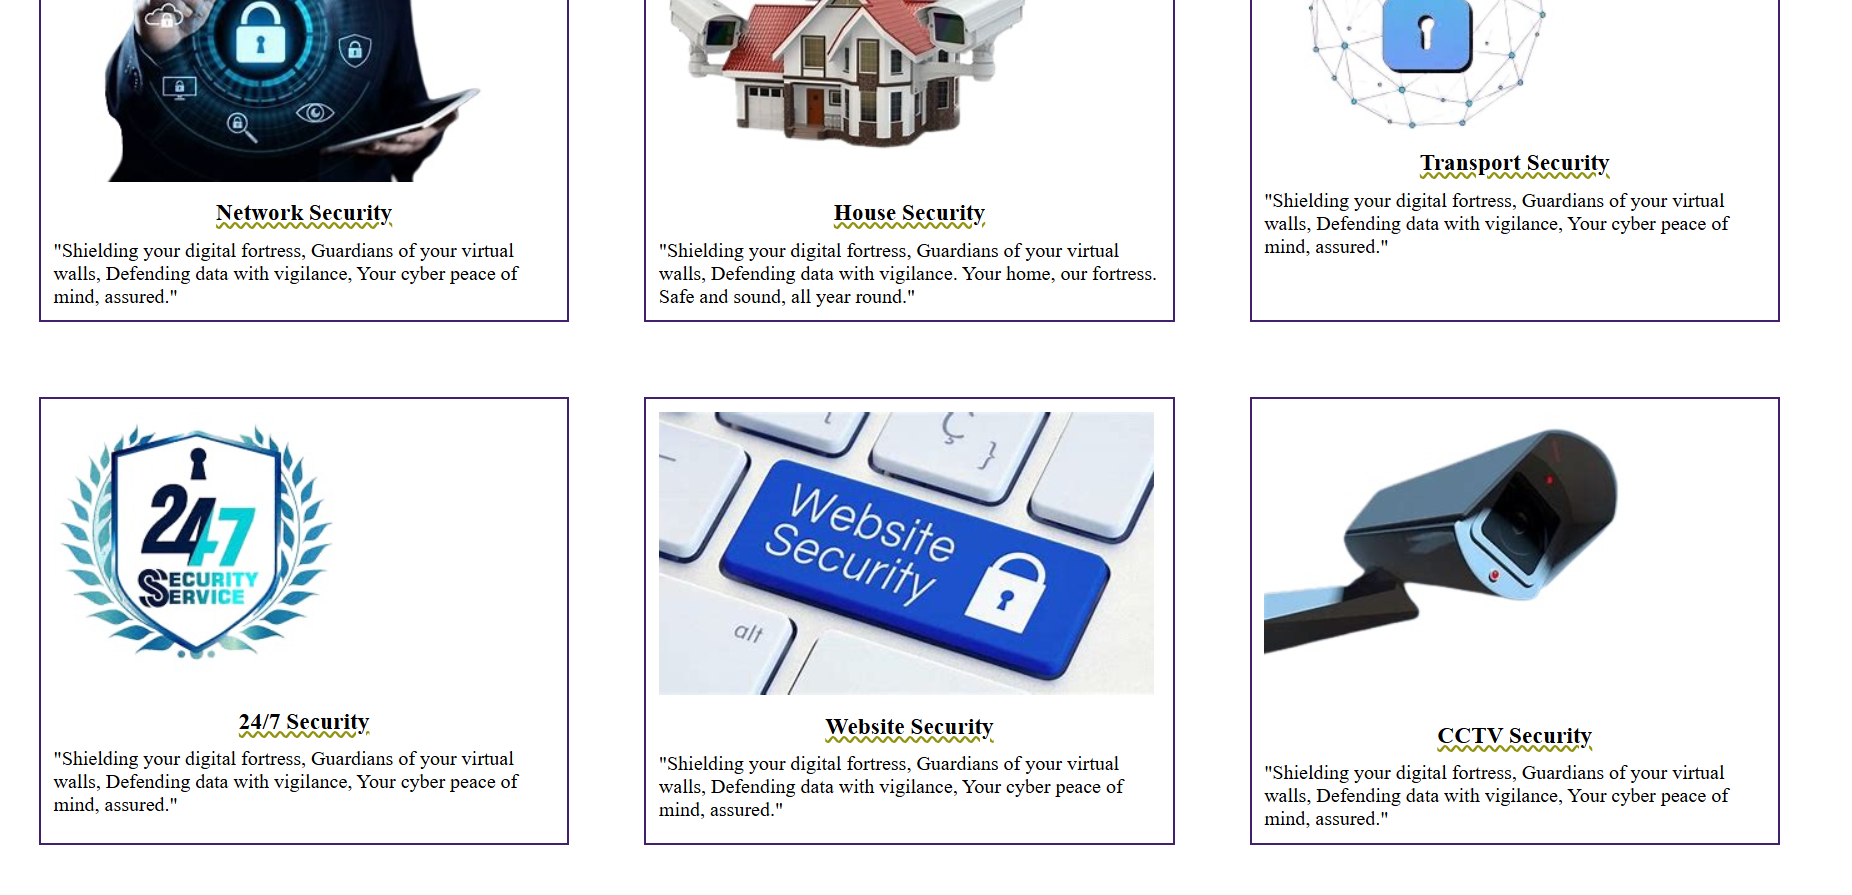 Network Security
"Shielding your digital fortress, Guardians of your virtual
walls, Defending data with vigilance, Your cyber peace of
mind, assured."
House Security
"Shielding your digital fortress, Guardians of your virtual
walls, Defending data with vigilance. Your home, our fortress.
Safe and sound, all year round."
Transport Security
"Shielding your digital fortress, Guardians of your virtual
walls, Defending data with vigilance, Your cyber peace of
mind, assured."
24/7
SECURITY
SERVICE
24/7 Security
"Shielding your digital fortress, Guardians of your virtual
walls, Defending data with vigilance, Your cyber peace of
mind, assured."
Ç
}
Website
Security
alt
Website Security
"Shielding your digital fortress, Guardians of your virtual
walls, Defending data with vigilance, Your cyber peace of
mind, assured."
CCTV Security
"Shielding your digital fortress, Guardians of your virtual
walls, Defending data with vigilance, Your cyber peace of
mind, assured."